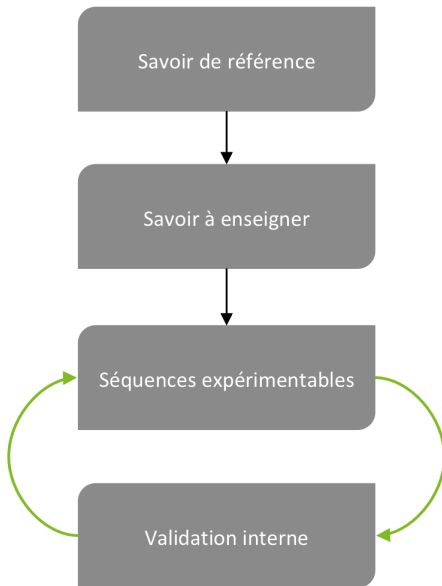 Savoir de référence
Savoir à enseigner
Séquences expérimentables
Validation interne